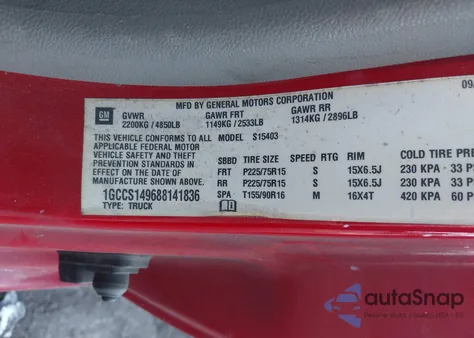 MFD BY GENERAL MOTORS CORPORATION 09/
GM GVWR GAWR FRT GAWR RR
2200KG / 4850LB 1149KG / 2533LB 1314KG / 2896LB
THIS VEHICLE CONFORMS TO ALL MODEL S15403
APPLICABLE FEDERAL MOTOR
VEHICLE SAFETY AND THEFT SBBD TIRE SIZE SPEED RTG RIM COLD TIRE PRE
PREVENTION STANDARDS IN FRT P225/75R15 S 15X6.5J 230 KPA - 33 P
EFFECT ON THE DATE OF RR P225/75R15 S 15X6.5J 230 KPA - 33 P
MANUFACTURE SHOWN ABOVE. SPA T155/90R16 M 16X4T 420 KPA - 60 P
1GCCS149688141836
TYPE: TRUCK
autoSnap